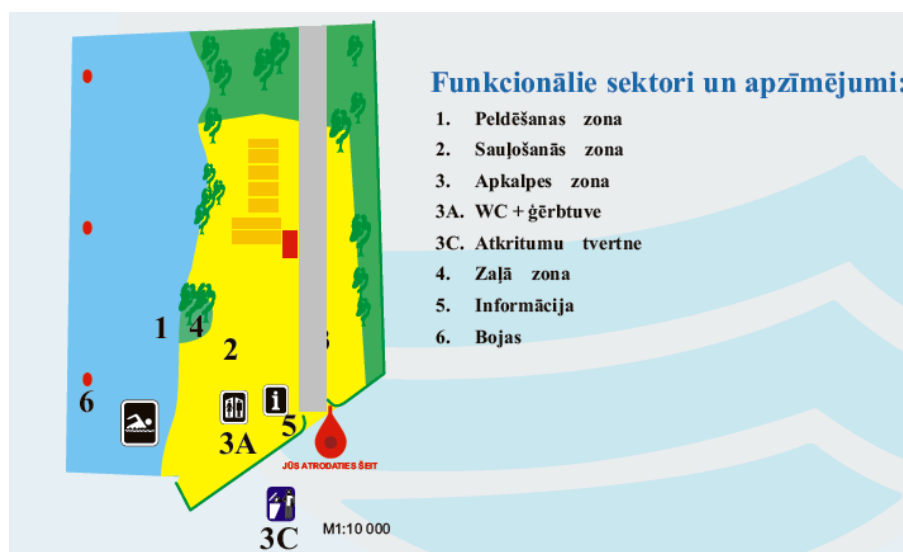 Funkcionālie sektori un apzīmējumi:
1. Peldēšanas zona
2. Sauļošanās zona
3. Apkalpes zona
3A. WC + ģērbtuve
3C. Atkritumu tvertne
4. Zaļā zona
5. Informācija
6. Bojas
1
4
2
3
6
i
5
3A
JŪS ATRODATIES ŠEIT
3C
M1:10 000